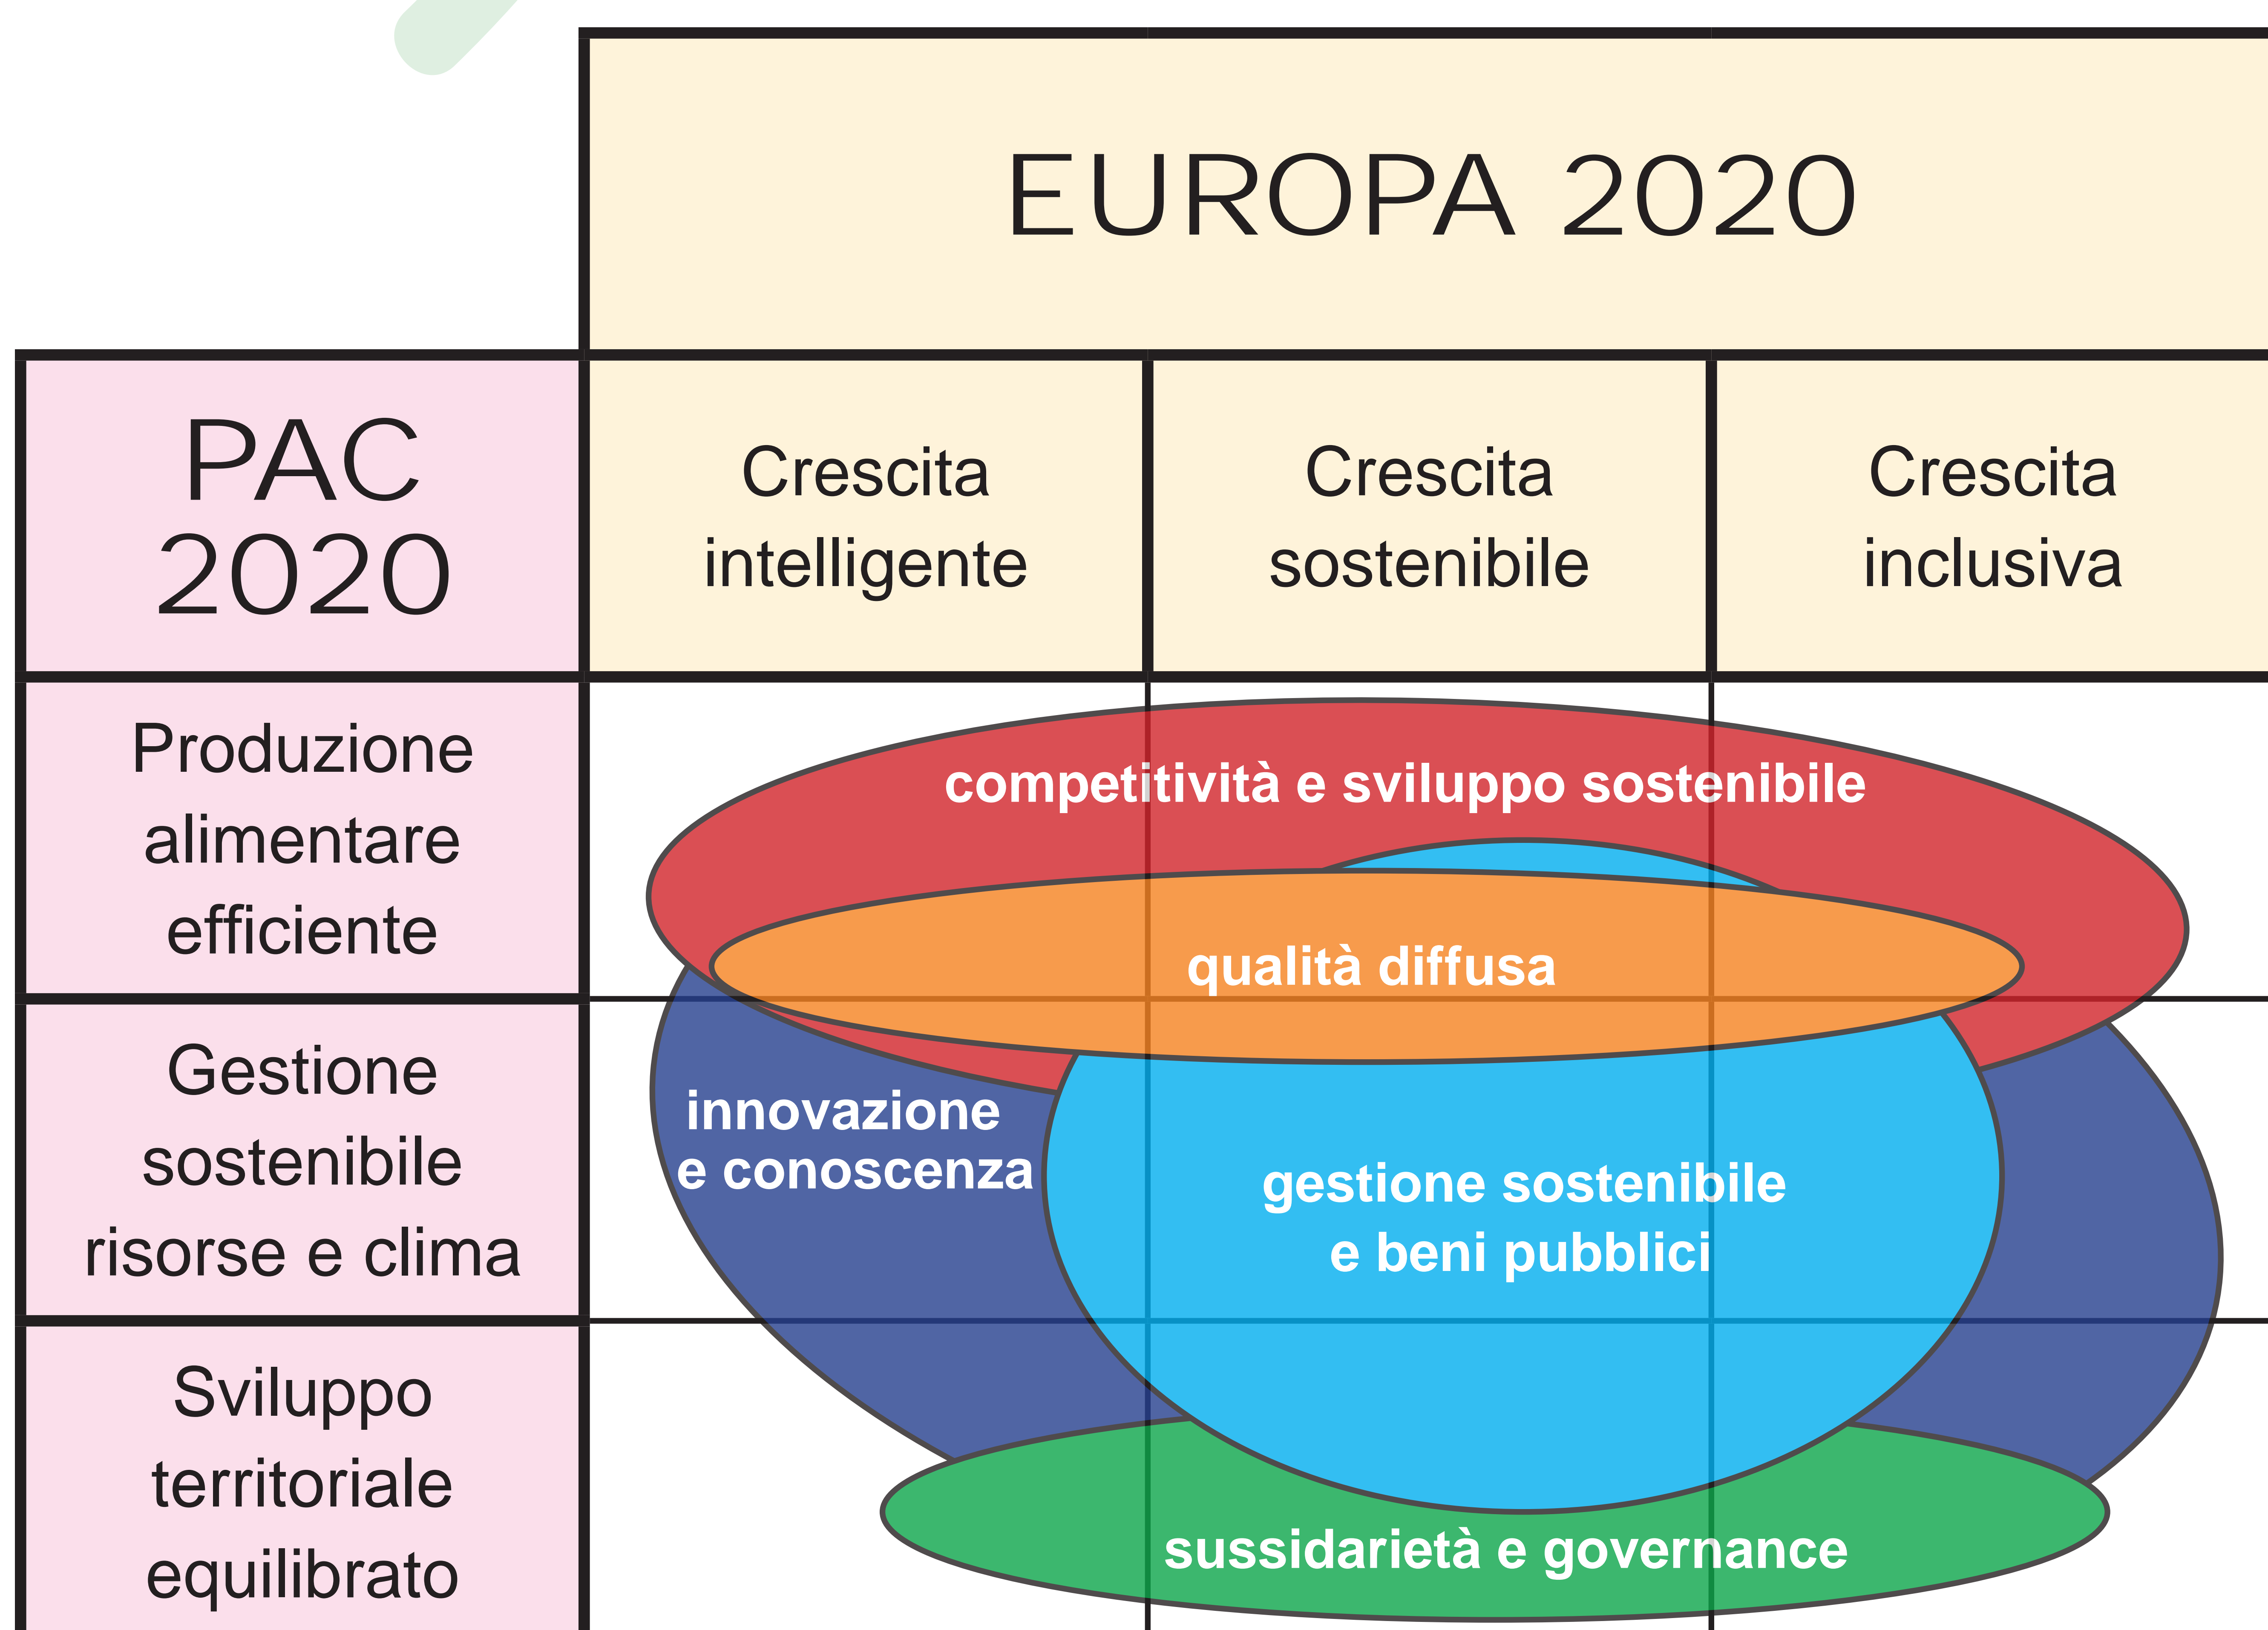 EUROPA 2020
PAC
2020
Crescita
intelligente
Crescita
sostenibile
Crescita
inclusiva
Produzione
alimentare
efficiente
competitività e sviluppo sostenibile
qualità diffusa
Gestione
sostenibile
risorse e clima
innovazione
e conoscenza
gestione sostenibile
e beni pubblici
Sviluppo
territoriale
equilibrato
sussidarietà e governance